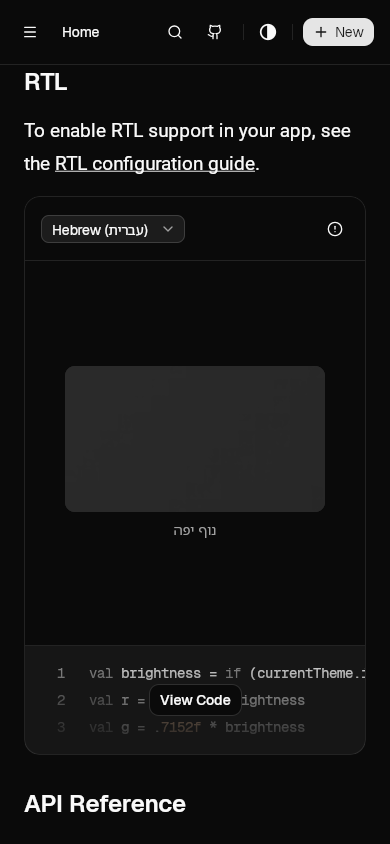 Home
New
RTL
To enable RTL support in your app, see
the RTL configuration guide.
Hebrew (עברית)
נוף יפה
1 val brightness = if (currentTheme.i
2 val r = ightness
3 val g = .7152f * brightness
View Code
API Reference